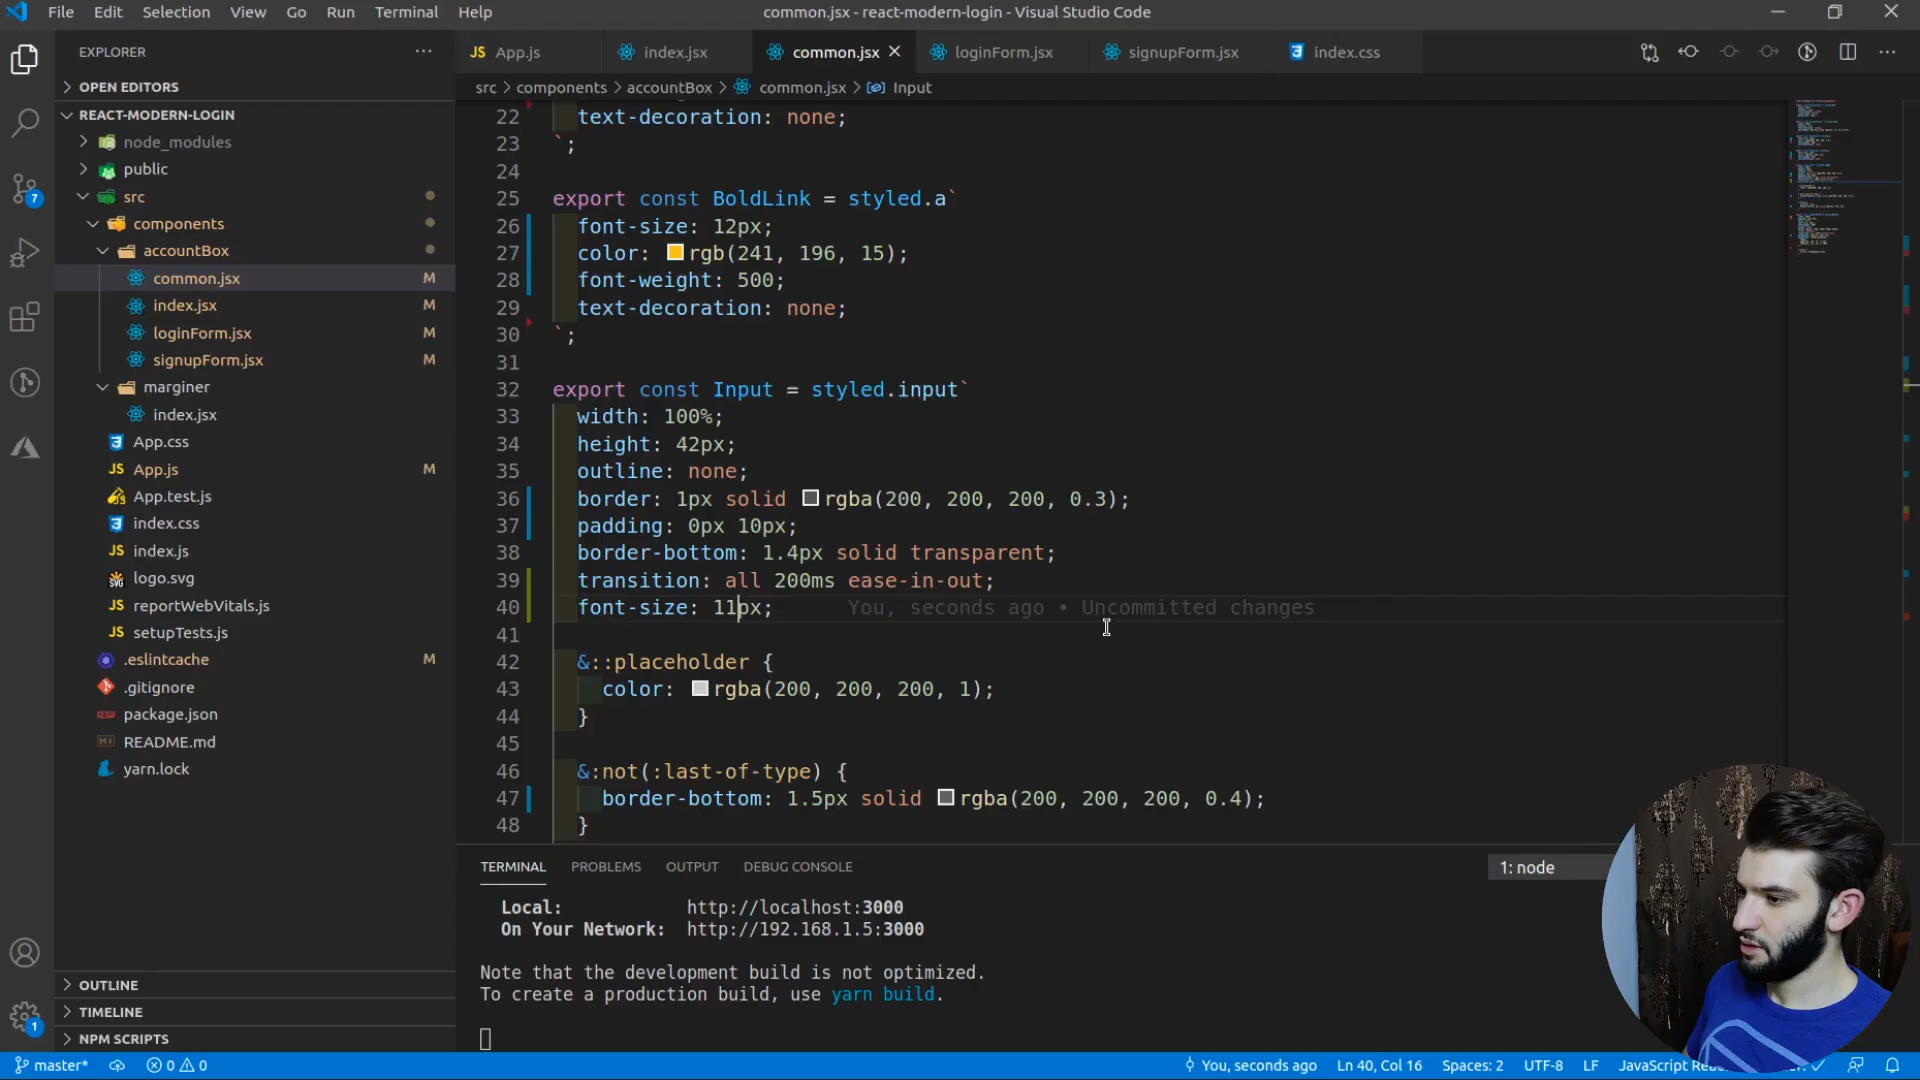 File Edit Selection View Go Run Terminal Help common.jsx - react-modern-login - Visual Studio Code
EXPLORER
OPEN EDITORS
REACT-MODERN-LOGIN
node_modules
public
src
components
accountBox
common.jsx M
index.jsx M
loginForm.jsx M
signupForm.jsx M
marginer
index.jsx
App.css
App.js M
App.test.js
index.css
index.js
logo.svg
reportWebVitals.js
setupTests.js
.eslintcache M
.gitignore
package.json
README.md
yarn.lock
OUTLINE
TIMELINE
NPM SCRIPTS
7
1
App.js index.jsx common.jsx loginForm.jsx signupForm.jsx index.css
src > components > accountBox > common.jsx > Input
22 text-decoration: none;
23 `;
24
25 export const BoldLink = styled.a`
26 font-size: 12px;
27 color: rgb(241, 196, 15);
28 font-weight: 500;
29 text-decoration: none;
30 `;
31
32 export const Input = styled.input`
33 width: 100%;
34 height: 42px;
35 outline: none;
36 border: 1px solid rgba(200, 200, 200, 0.3);
37 padding: 0px 10px;
38 border-bottom: 1.4px solid transparent;
39 transition: all 200ms ease-in-out;
40 font-size: 11px; You, seconds ago • Uncommitted changes
41
42 &::placeholder {
43 color: rgba(200, 200, 200, 1);
44 }
45
46 &:not(:last-of-type) {
47 border-bottom: 1.5px solid rgba(200, 200, 200, 0.4);
48 }
TERMINAL PROBLEMS OUTPUT DEBUG CONSOLE 1: node
Local: http://localhost:3000
On Your Network: http://192.168.1.5:3000
Note that the development build is not optimized.
To create a production build, use yarn build.
master* 0 0 You, seconds ago Ln 40, Col 16 Spaces: 2 UTF-8 LF JavaScript